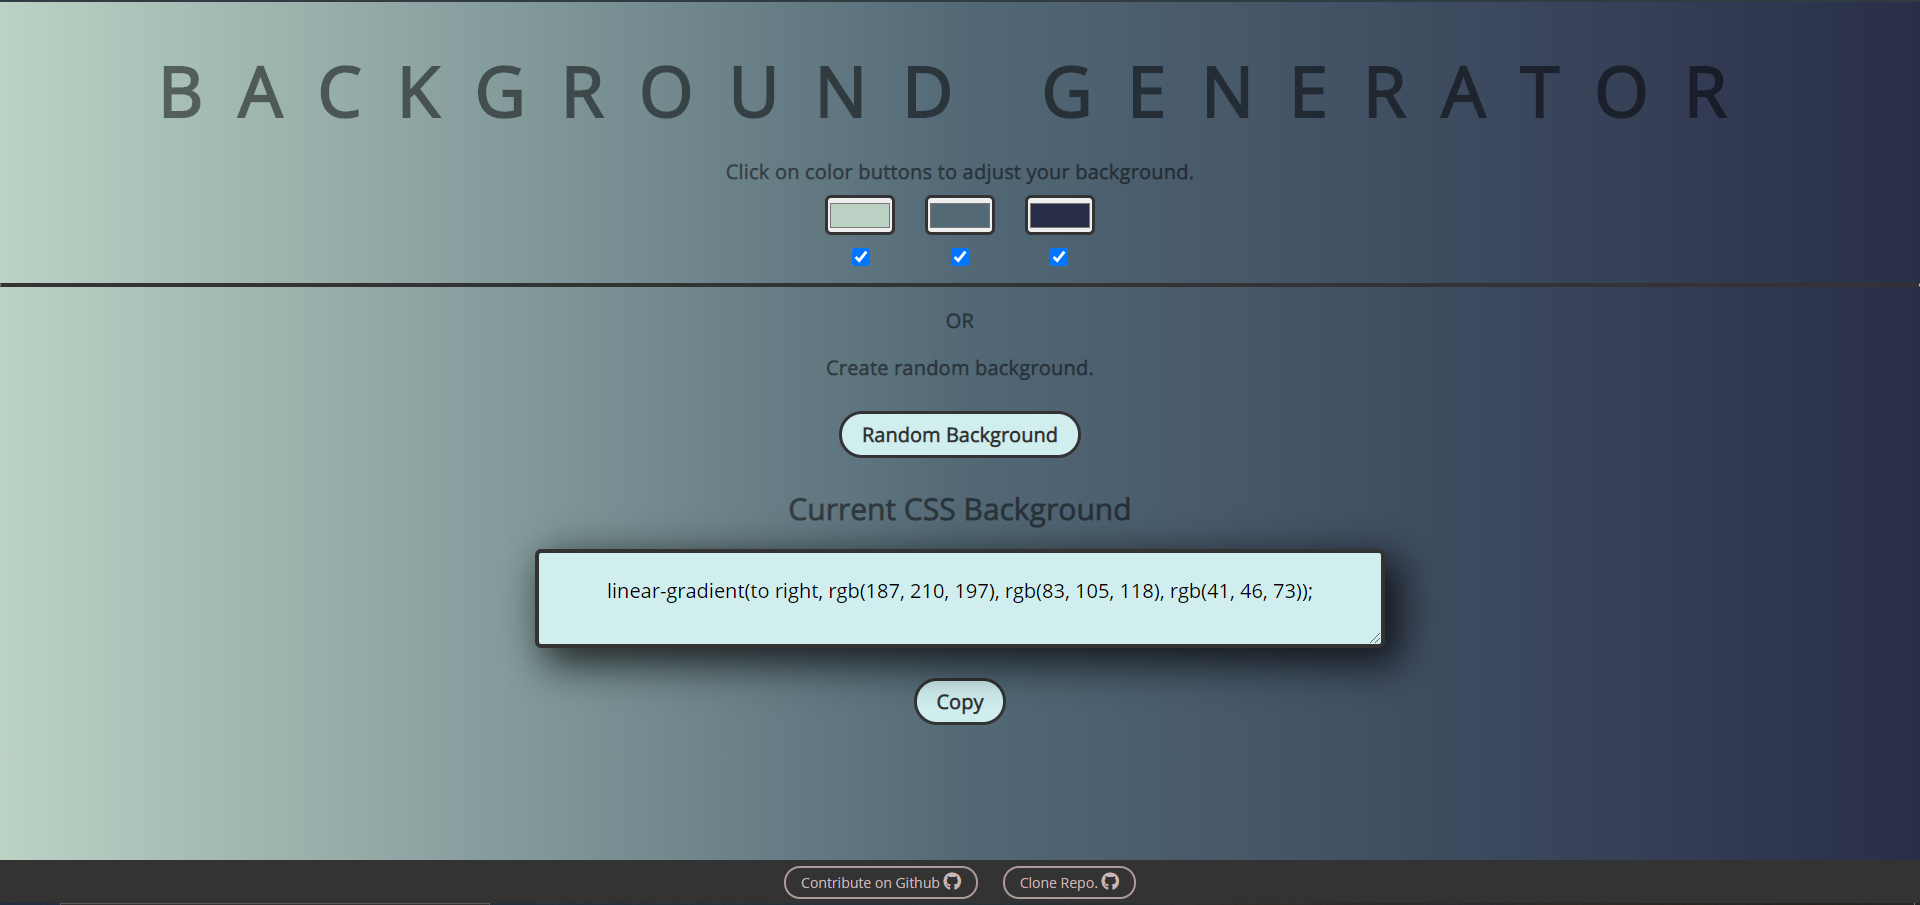 BACKGROUND GENERATOR
Click on color buttons to adjust your background.
OR
Create random background.
Random Background
Current CSS Background
linear-gradient(to right, rgb(187, 210, 197), rgb(83, 105, 118), rgb(41, 46, 73));
Copy
Contribute on Github
Clone Repo.